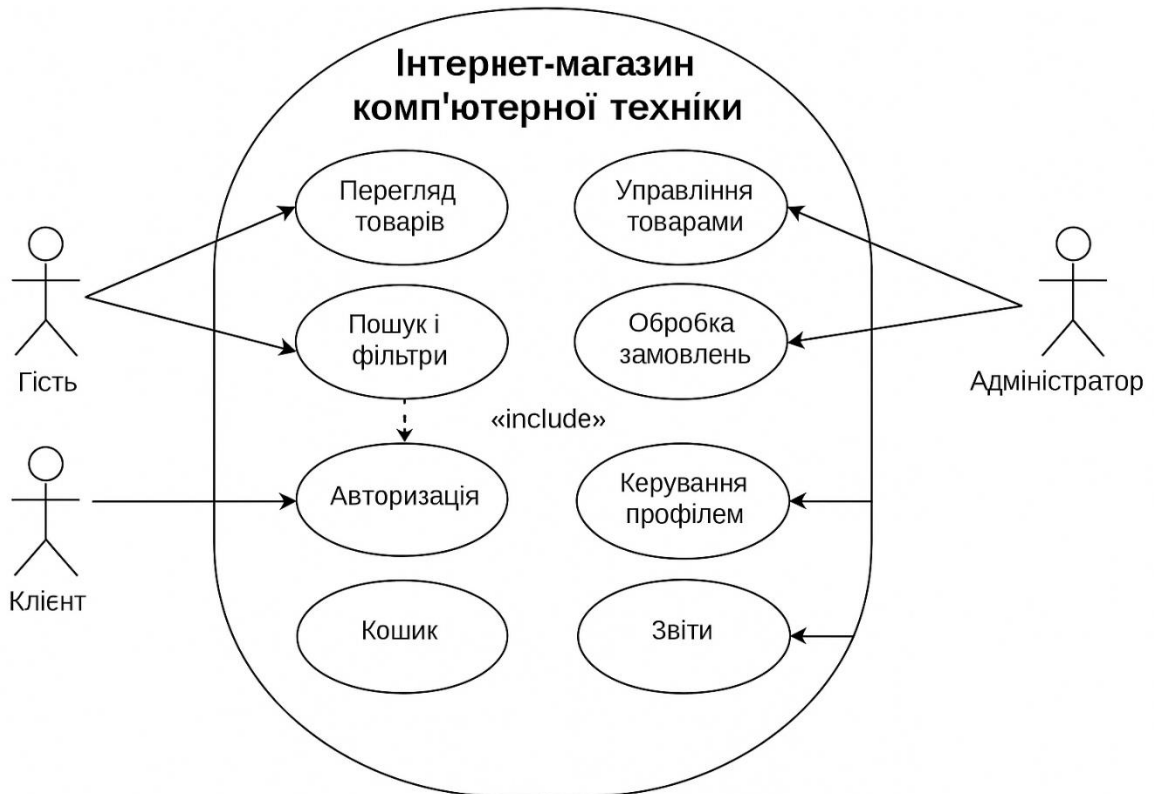 Інтернет-магазин
комп'ютерної техніки
Перегляд
товарів
Управління
товарами
Пошук і
фільтри
Обробка
замовлень
Гість
Адміністратор
«include»
Авторизація
Керування
профілем
Клієнт
Кошик
Звіти